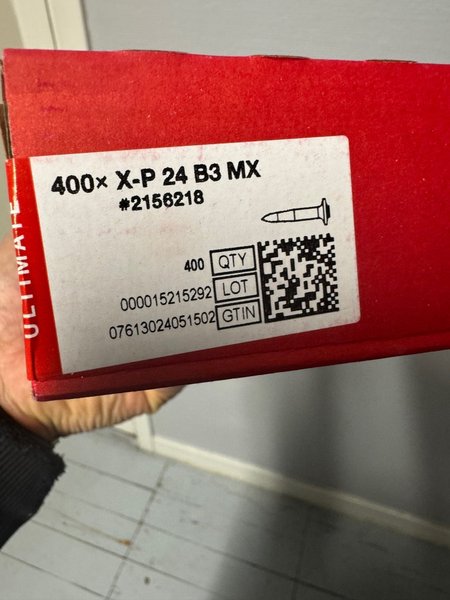 400× X-P 24 B3 MX
#2156218
400 QTY
000015215292 LOT
07613024051502 GTIN
ULTIMATE